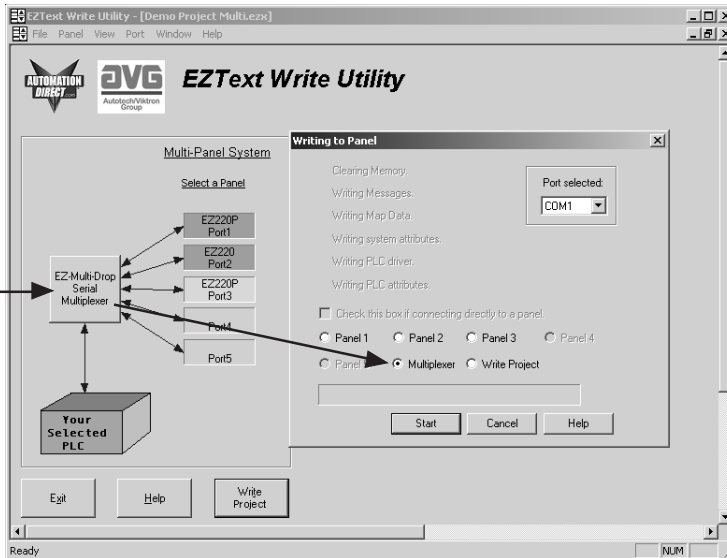 EZText Write Utility - [Demo Project Multi.ezx]
File Panel View Port Window Help
AUTOMATION
DIRECT.com
AVG
Autotech/Viktron
Group
EZText Write Utility
Multi-Panel System
Select a Panel
EZ220P
Port1
EZ220
Port2
EZ220P
Port3
Port4
Port5
EZ-Multi-Drop
Serial
Multiplexer
Your
Selected
PLC
Writing to Panel
Clearing Memory.
Writing Messages.
Writing Map Data.
Writing system attributes.
Writing PLC driver.
Writing PLC attributes.
Port selected:
COM1
Check this box if connecting directly to a panel.
Panel 1 Panel 2 Panel 3 Panel 4
Panel Multiplexer Write Project
Start Cancel Help
Exit Help Write
Project
Ready NUM